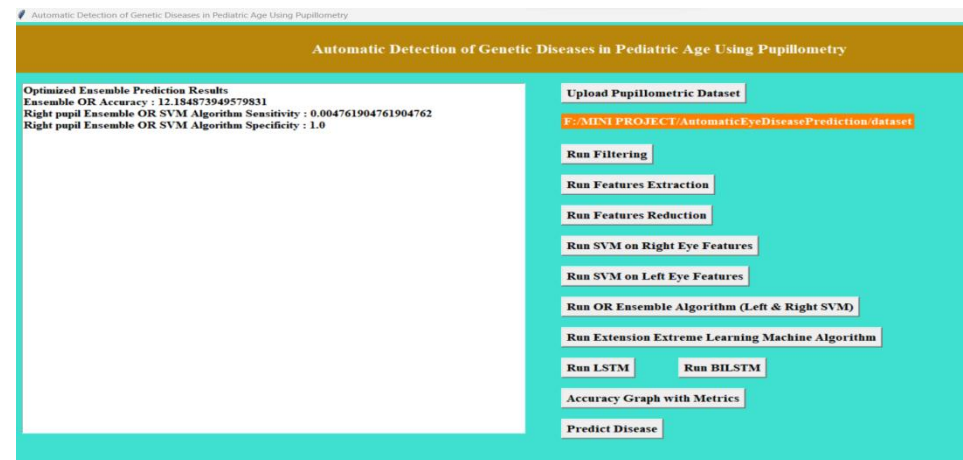 Automatic Detection of Genetic Diseases in Pediatric Age Using Pupillometry
Automatic Detection of Genetic Diseases in Pediatric Age Using Pupillometry
Optimized Ensemble Prediction Results
Ensemble OR Accuracy : 12.184873949579831
Right pupil Ensemble OR SVM Algorithm Sensitivity : 0.004761904761904762
Right pupil Ensemble OR SVM Algorithm Specificity : 1.0
Upload Pupillometric Dataset
F:/MINI PROJECT/AutomaticEyeDiseasePrediction/dataset
Run Filtering
Run Features Extraction
Run Features Reduction
Run SVM on Right Eye Features
Run SVM on Left Eye Features
Run OR Ensemble Algorithm (Left & Right SVM)
Run Extension Extreme Learning Machine Algorithm
Run LSTM Run BILSTM
Accuracy Graph with Metrics
Predict Disease